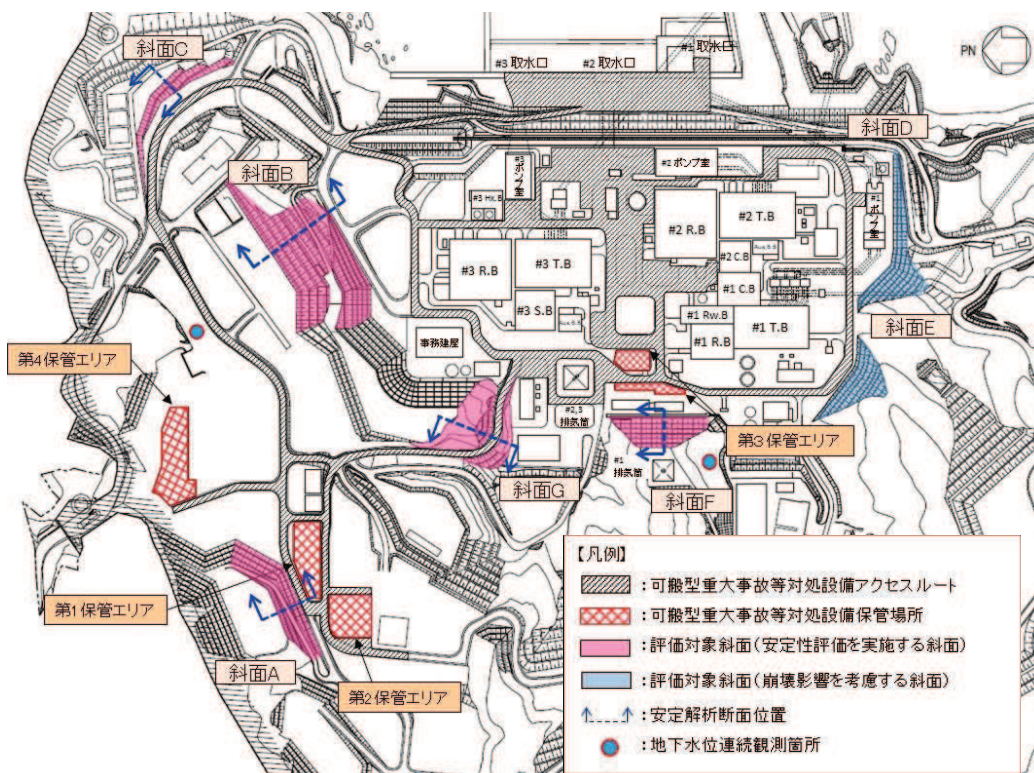 斜面C
#3 取水口
#2 取水口
#1 取水口
PN
斜面B
斜面D
#3 ポンプ室
#2 ポンプ室
#1 ポンプ室
#3 Hx.B
#2 R.B
#2 T.B
#3 R.B
#3 T.B
#2 C.B
Aux.B.B
#1 C.B
#3 S.B
Aux.B.B
#1 Rw.B
#1 R.B
#1 T.B
斜面E
事務建屋
第4保管エリア
#2,3 排気筒
#1 排気筒
第3保管エリア
斜面G
斜面F
第1保管エリア
斜面A
第2保管エリア
【凡例】
：可搬型重大事故等対処設備アクセスルート
：可搬型重大事故等対処設備保管場所
：評価対象斜面(安定性評価を実施する斜面)
：評価対象斜面(崩壊影響を考慮する斜面)
：安定解析断面位置
：地下水位連続観測箇所